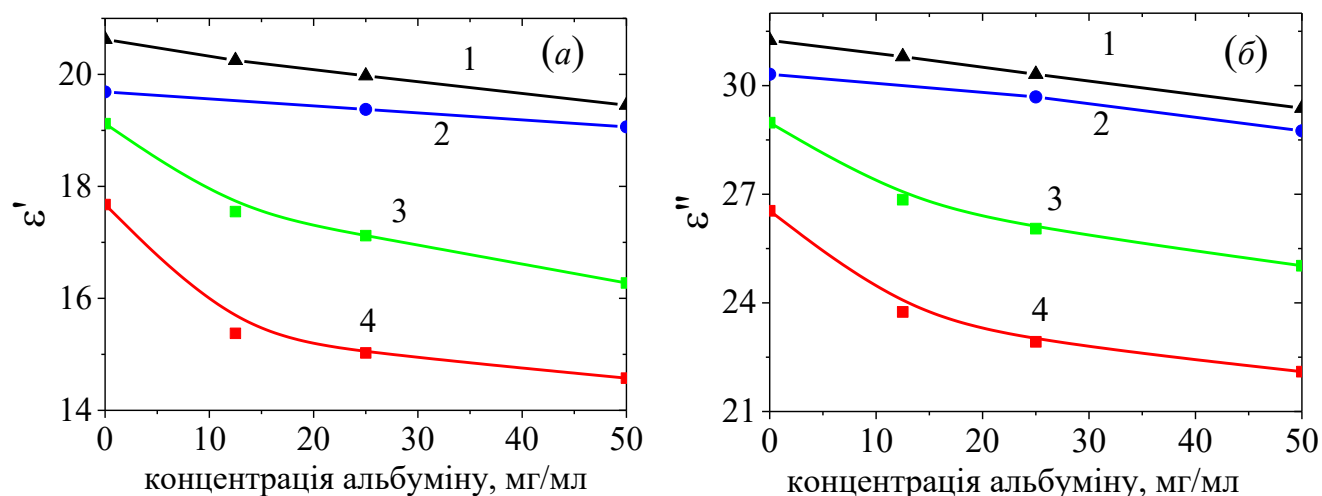 (а)
1
2
3
4
ε'
20
18
16
14
0 10 20 30 40 50
концентрація альбуміну, мг/мл
(б)
1
2
3
4
ε"
30
27
24
21
0 10 20 30 40 50
концентрація альбуміну, мг/мл